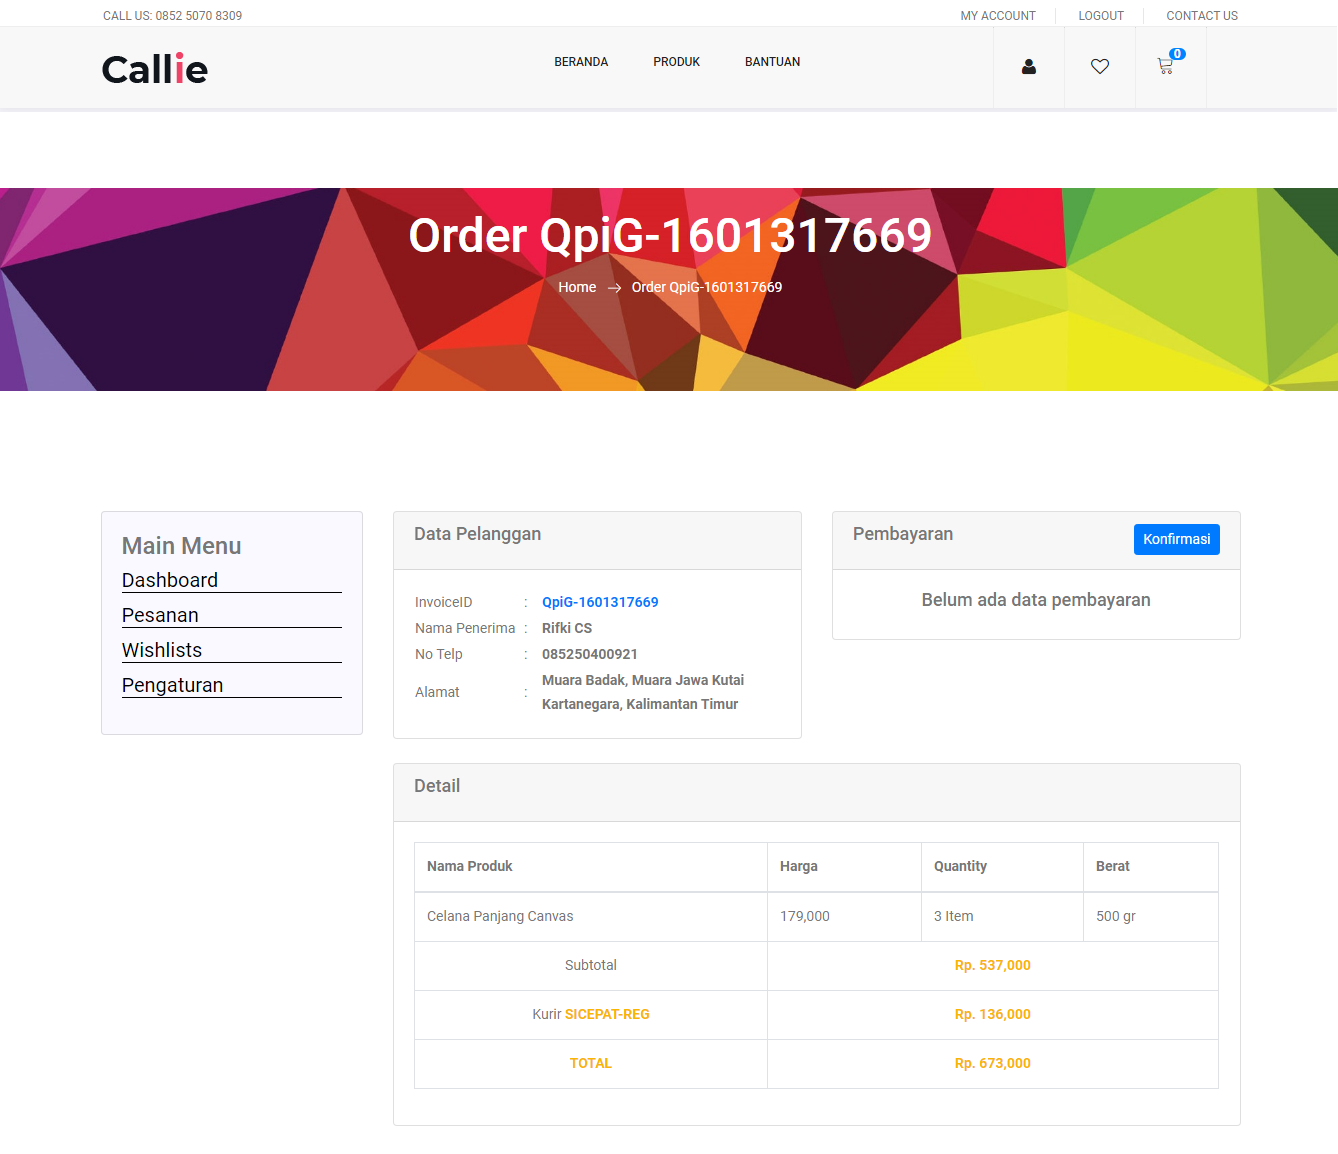 CALL US: 0852 5070 8309
MY ACCOUNT
LOGOUT
CONTACT US
Callie
BERANDA
PRODUK
BANTUAN
0
Order QpiG-1601317669
Home → Order QpiG-1601317669
Main Menu
Dashboard
Pesanan
Wishlists
Pengaturan
Data Pelanggan
InvoiceID : QpiG-1601317669
Nama Penerima : Rifki CS
No Telp : 085250400921
Alamat : Muara Badak, Muara Jawa Kutai
Kartanegara, Kalimantan Timur
Pembayaran
Konfirmasi
Belum ada data pembayaran
Detail
Nama Produk Harga Quantity Berat
Celana Panjang Canvas 179,000 3 Item 500 gr
Subtotal Rp. 537,000
Kurir SICEPAT-REG Rp. 136,000
TOTAL Rp. 673,000